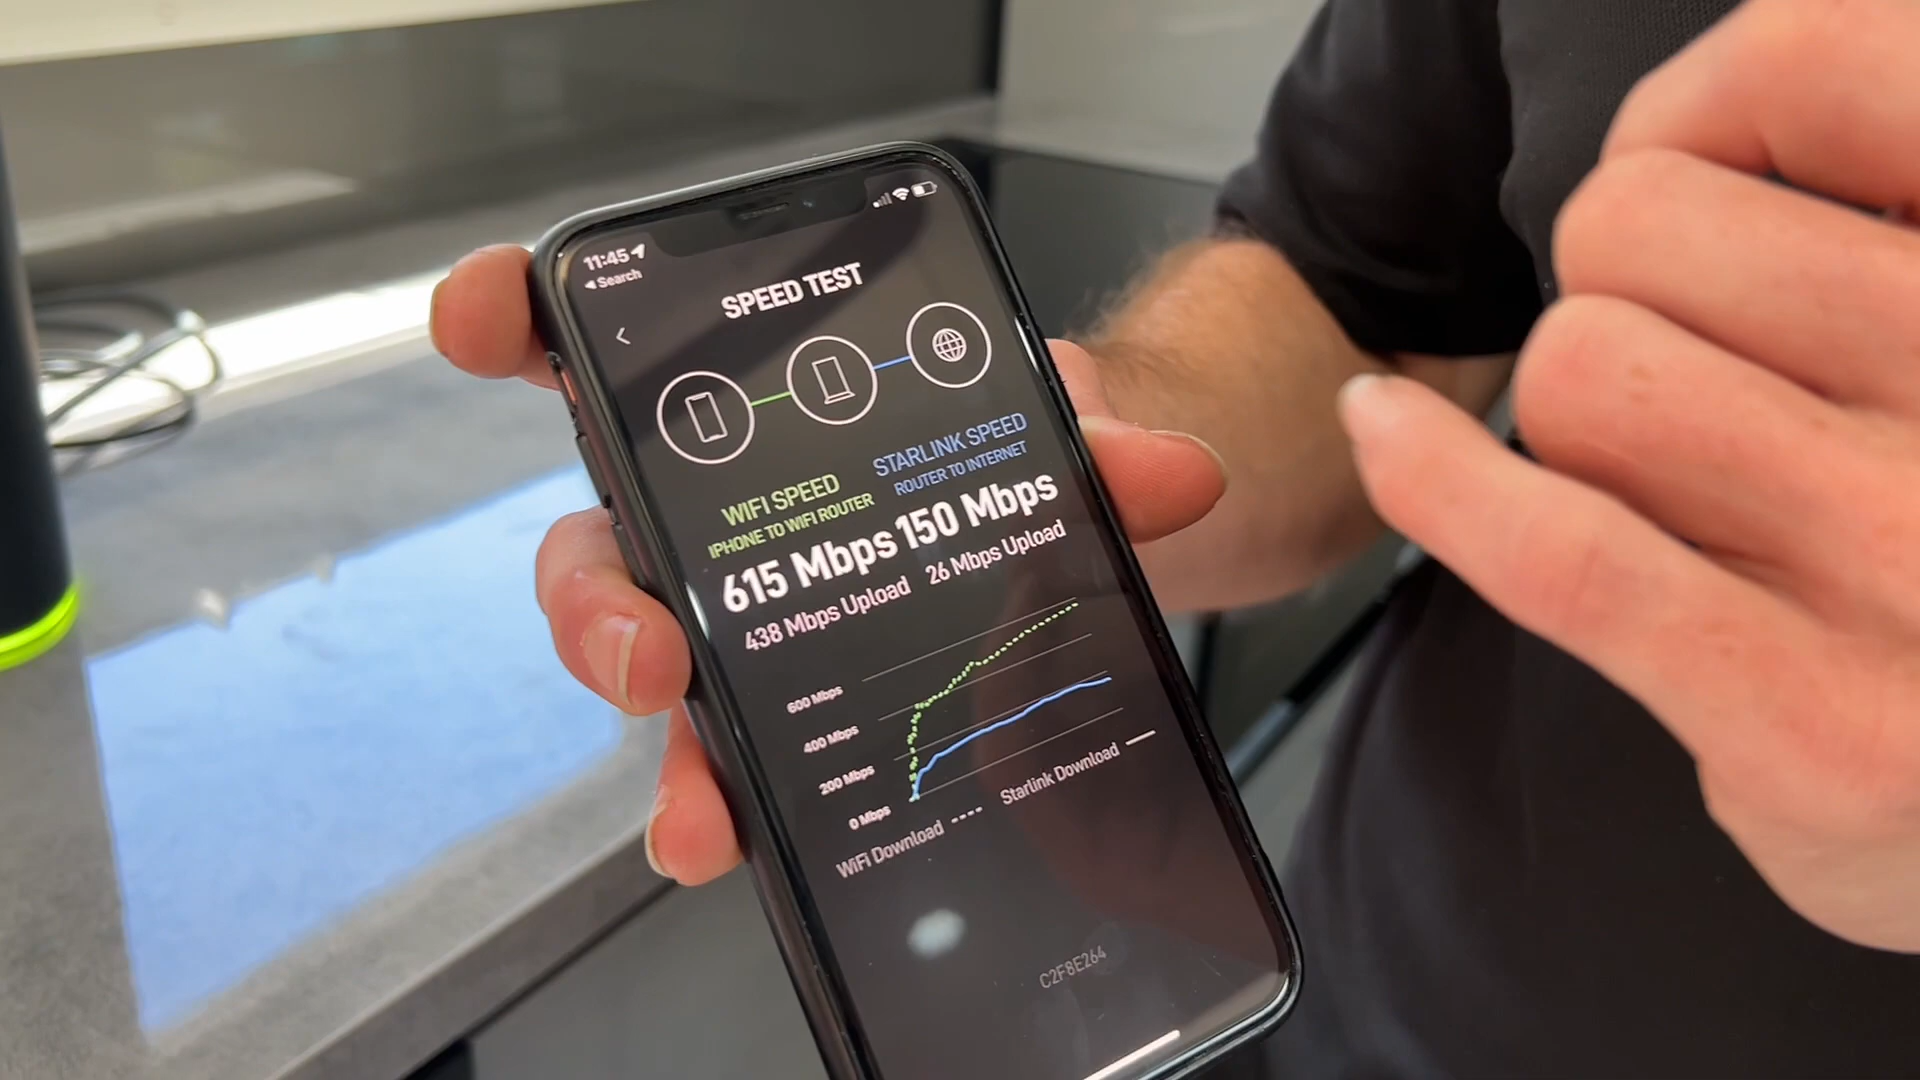 11:45
Search
SPEED TEST
WIFI SPEED
IPHONE TO WIFI ROUTER
615 Mbps
438 Mbps Upload
STARLINK SPEED
ROUTER TO INTERNET
150 Mbps
26 Mbps Upload
600 Mbps
400 Mbps
200 Mbps
0 Mbps
WiFi Download
Starlink Download
C2F8E264